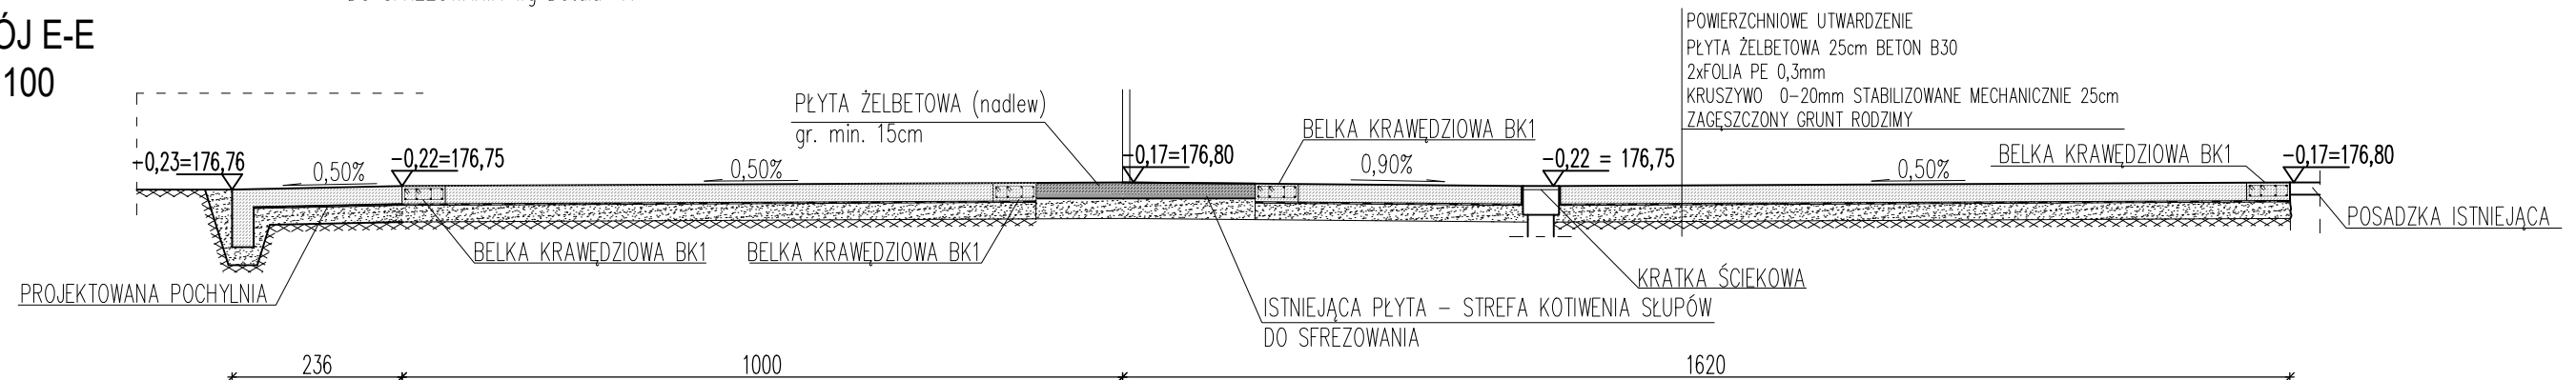 ÓJ E-E
100
POWIERZCHNIOWE UTWARDZENIE
PŁYTA ŻELBETOWA 25cm BETON B30
2xFOLIA PE 0,3mm
KRUSZYWO 0-20mm STABILIZOWANE MECHANICZNIE 25cm
ZAGĘSZCZONY GRUNT RODZIMY
PŁYTA ŻELBETOWA (nadlew)
gr. min. 15cm
BELKA KRAWĘDZIOWA BK1
-0,23=176,76
0,50%
-0,22=176,75
0,50%
-0,17=176,80
0,90%
-0,22 = 176,75
0,50%
BELKA KRAWĘDZIOWA BK1
-0,17=176,80
POSADZKA ISTNIEJĄCA
BELKA KRAWĘDZIOWA BK1
BELKA KRAWĘDZIOWA BK1
KRATKA ŚCIEKOWA
PROJEKTOWANA POCHYLNIA
ISTNIEJĄCA PŁYTA - STREFA KOTIWENIA SŁUPÓW
DO SFREZOWANIA
236
1000
1620